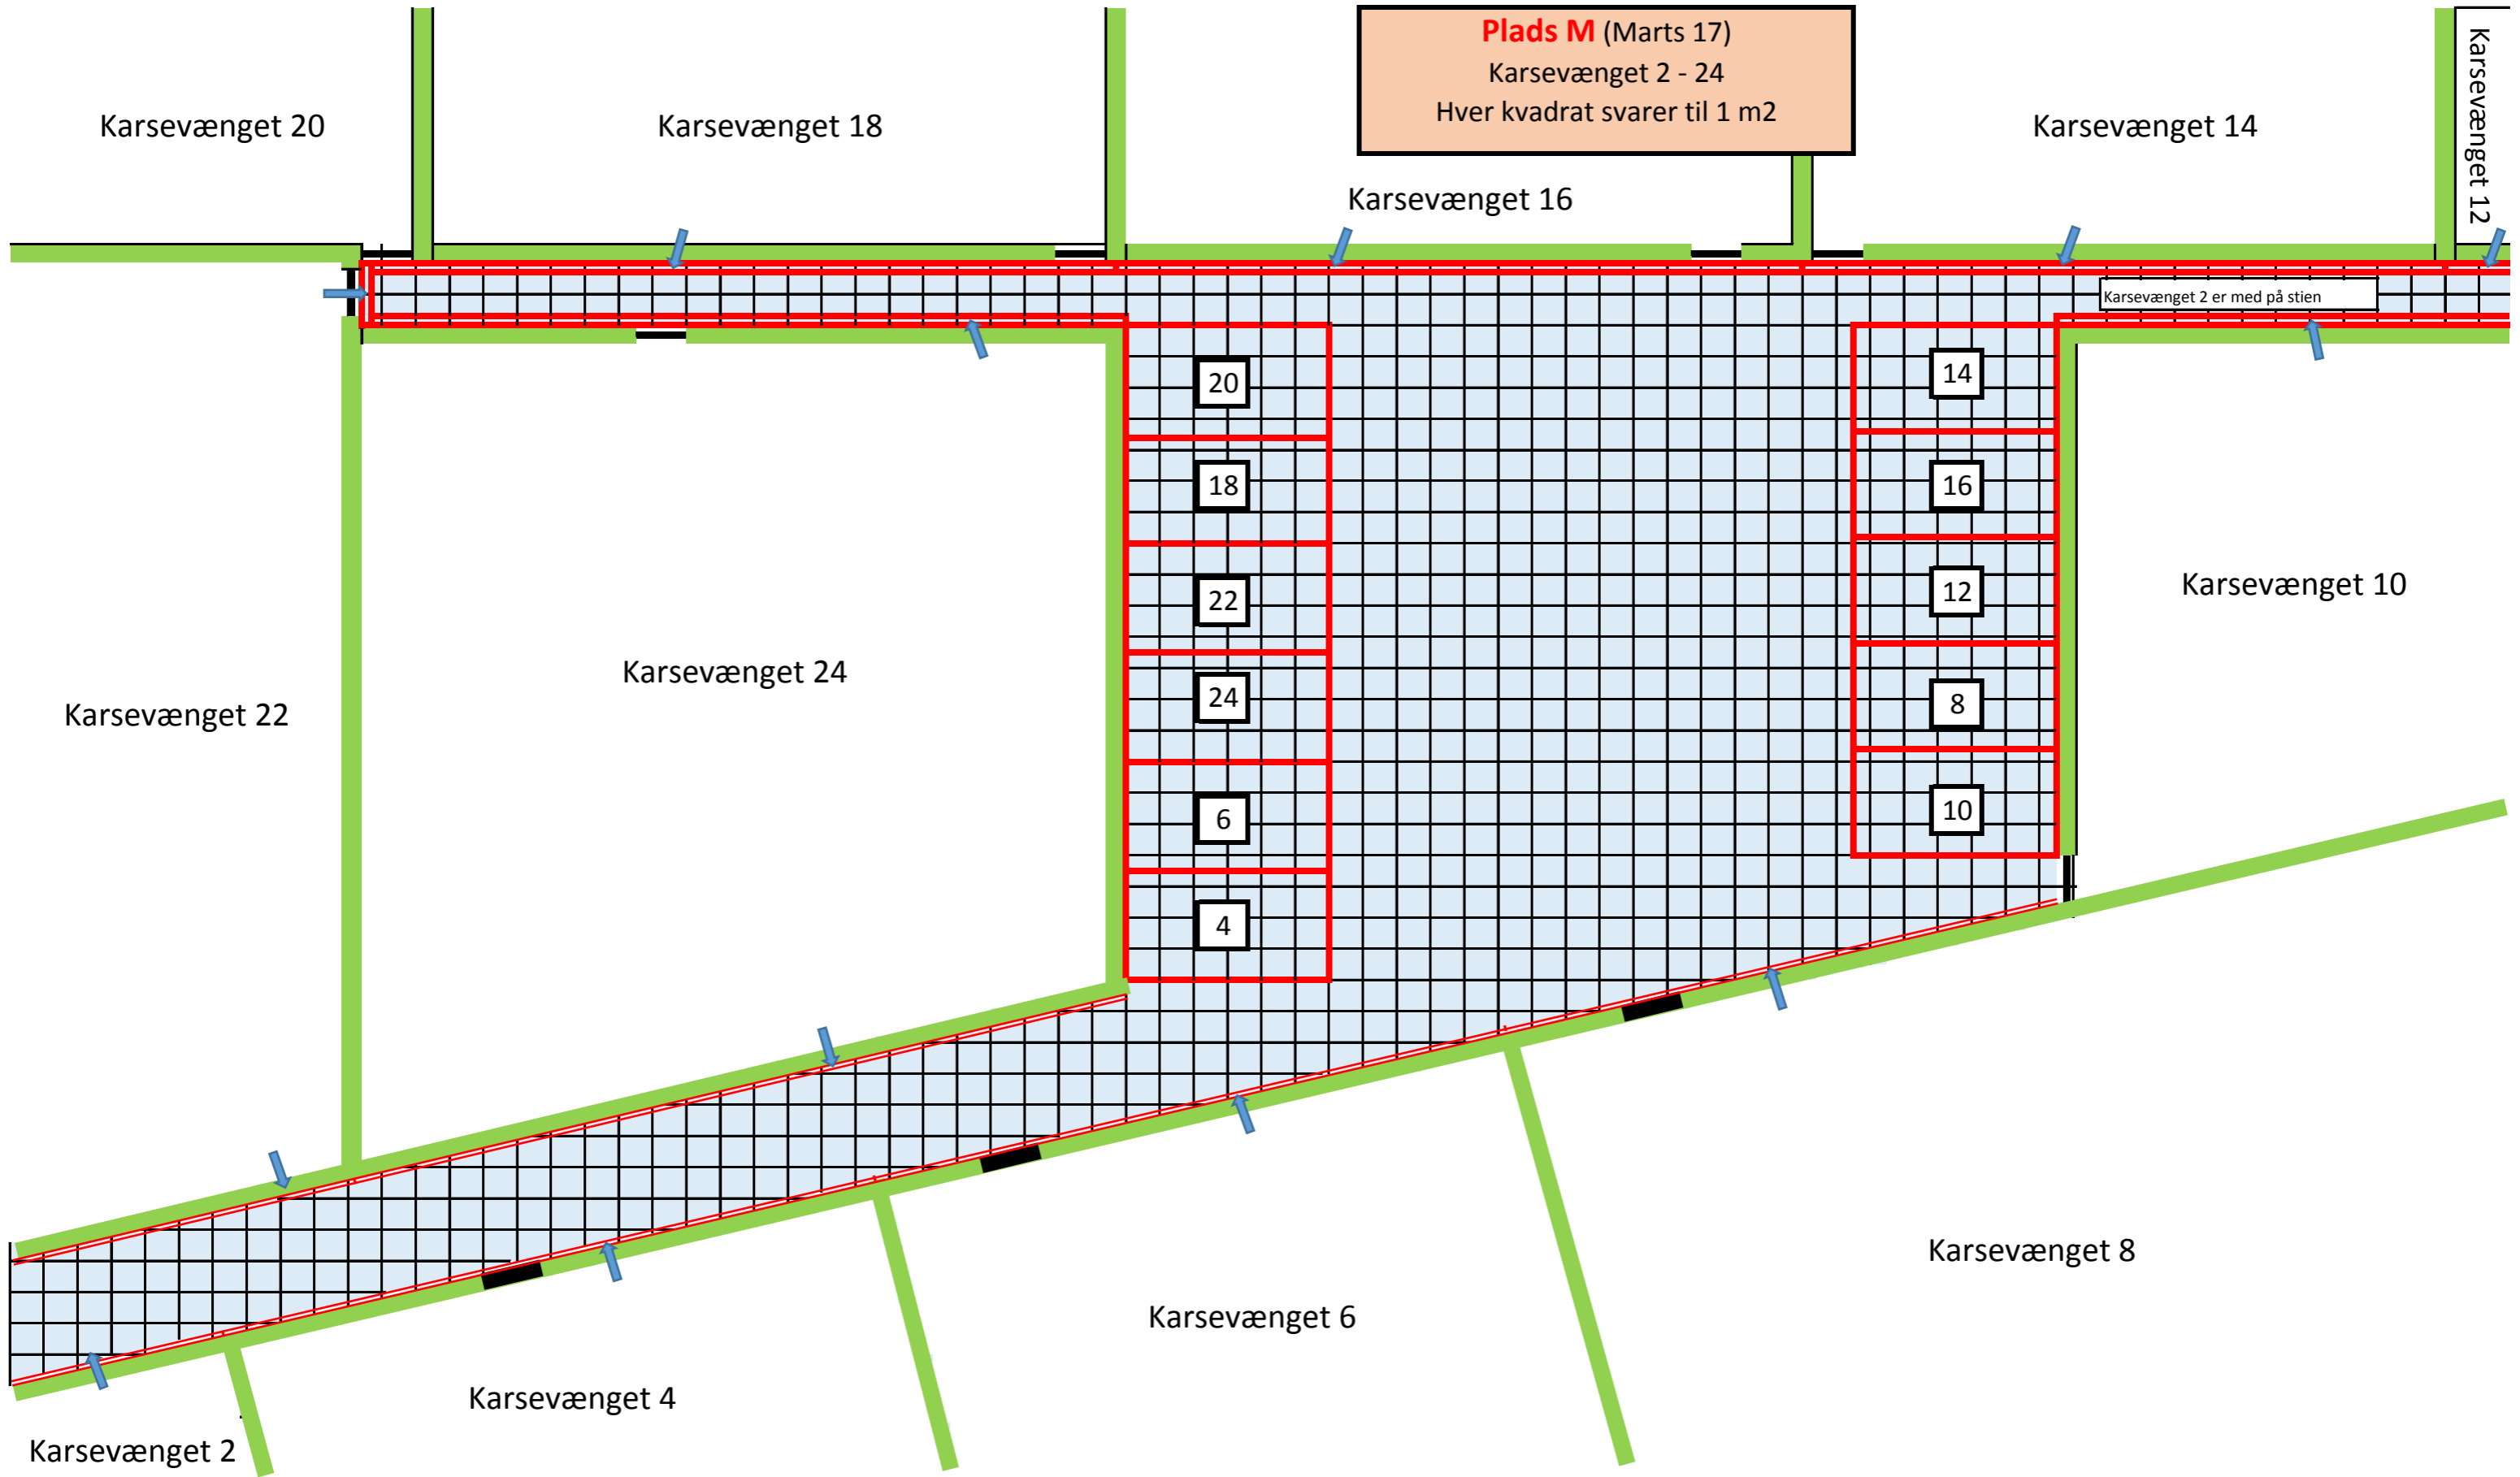 Plads M (Marts 17)
Karsevænget 2 - 24
Hver kvadrat svarer til 1 m2
Karsevænget 20
Karsevænget 18
Karsevænget 16
Karsevænget 14
Karsevænget 12
Karsevænget 2 er med på stien
20
18
22
24
6
4
14
16
12
8
10
Karsevænget 10
Karsevænget 24
Karsevænget 22
Karsevænget 8
Karsevænget 6
Karsevænget 4
Karsevænget 2